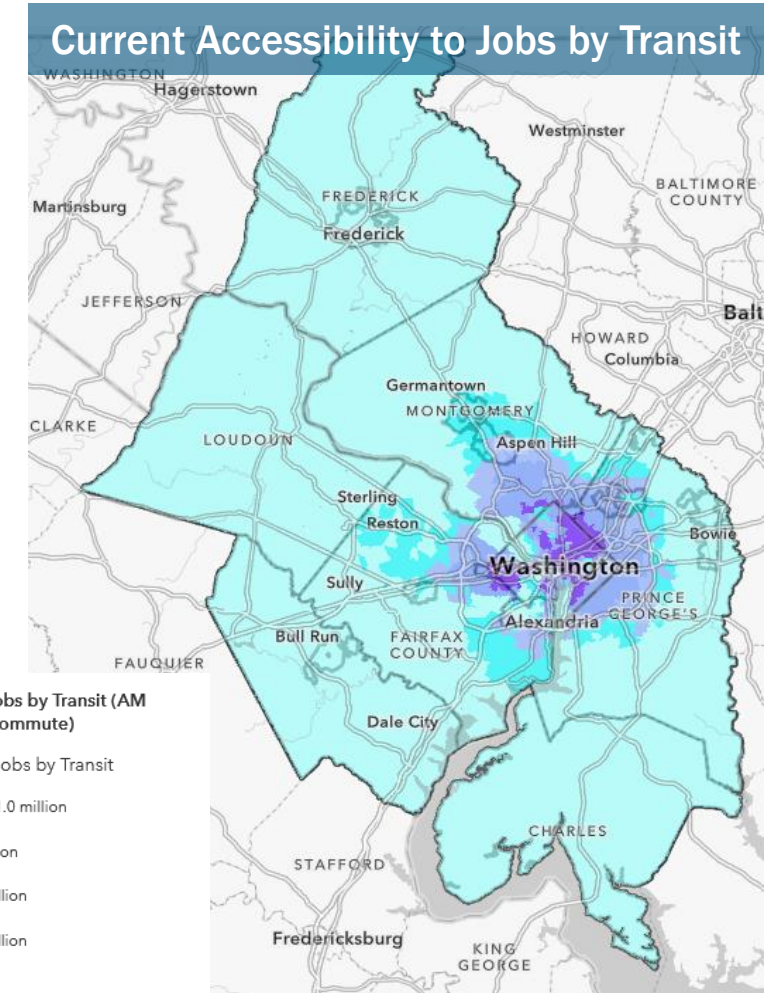 Current Accessibility to Jobs by Transit
WASHINGTON
Hagerstown
Westminster
BALTIMORE
COUNTY
FREDERICK
Martinsburg
Frederick
JEFFERSON
Balt
HOWARD
Columbia
Germantown
MONTGOMERY
CLARKE
LOUDOUN
Aspen Hill
Sterling
Reston
Bowie
Washington
Sully
PRINCE
GEORGE'S
Alexandria
Bull Run
FAIRFAX
COUNTY
FAUQUIER
obs by Transit (AM
ommute)
Dale City
obs by Transit
.0 million
on
CHARLES
STAFFORD
llion
llion
Fredericksburg
KING
GEORGE